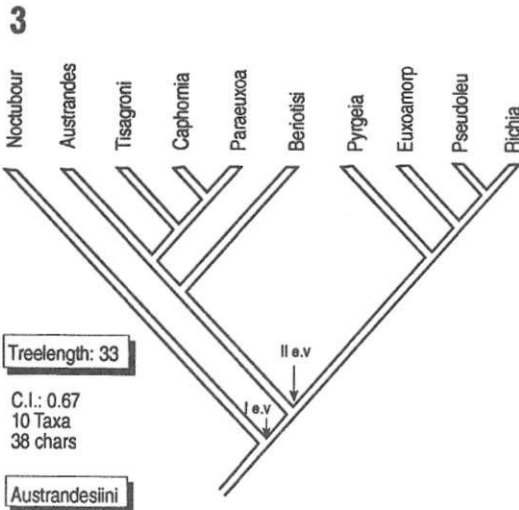 3
Noctubour
Austrandes
Tisagroni
Caphornia
Paraeuxoa
Beriotisi
Pyrgeia
Euxoamorp
Pseudoleu
Richia
Treelength: 33
II e.v
I e.v
C.I.: 0.67
10 Taxa
38 chars
Austrandesiini